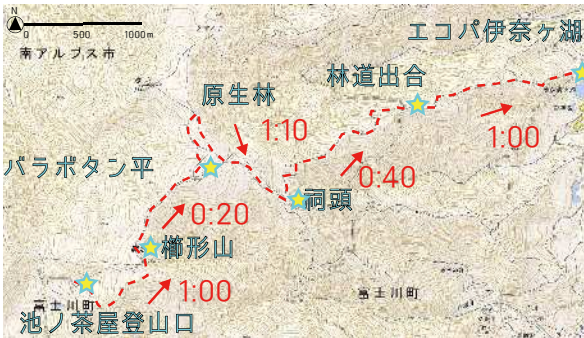 N
0 500 1000m
南アルプス市
エコパ伊奈ヶ湖
林道出合
原生林
1:10
1:00
バラボタン平
0:40
祠頭
0:20
櫛形山
1:00
富士川町
富士川町
池ノ茶屋登山口